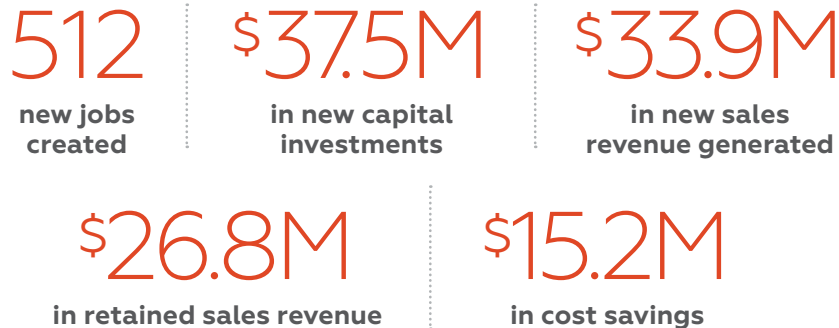 512
new jobs
created
$37.5M
in new capital
investments
$33.9M
in new sales
revenue generated
$26.8M
in retained sales revenue
$15.2M
in cost savings